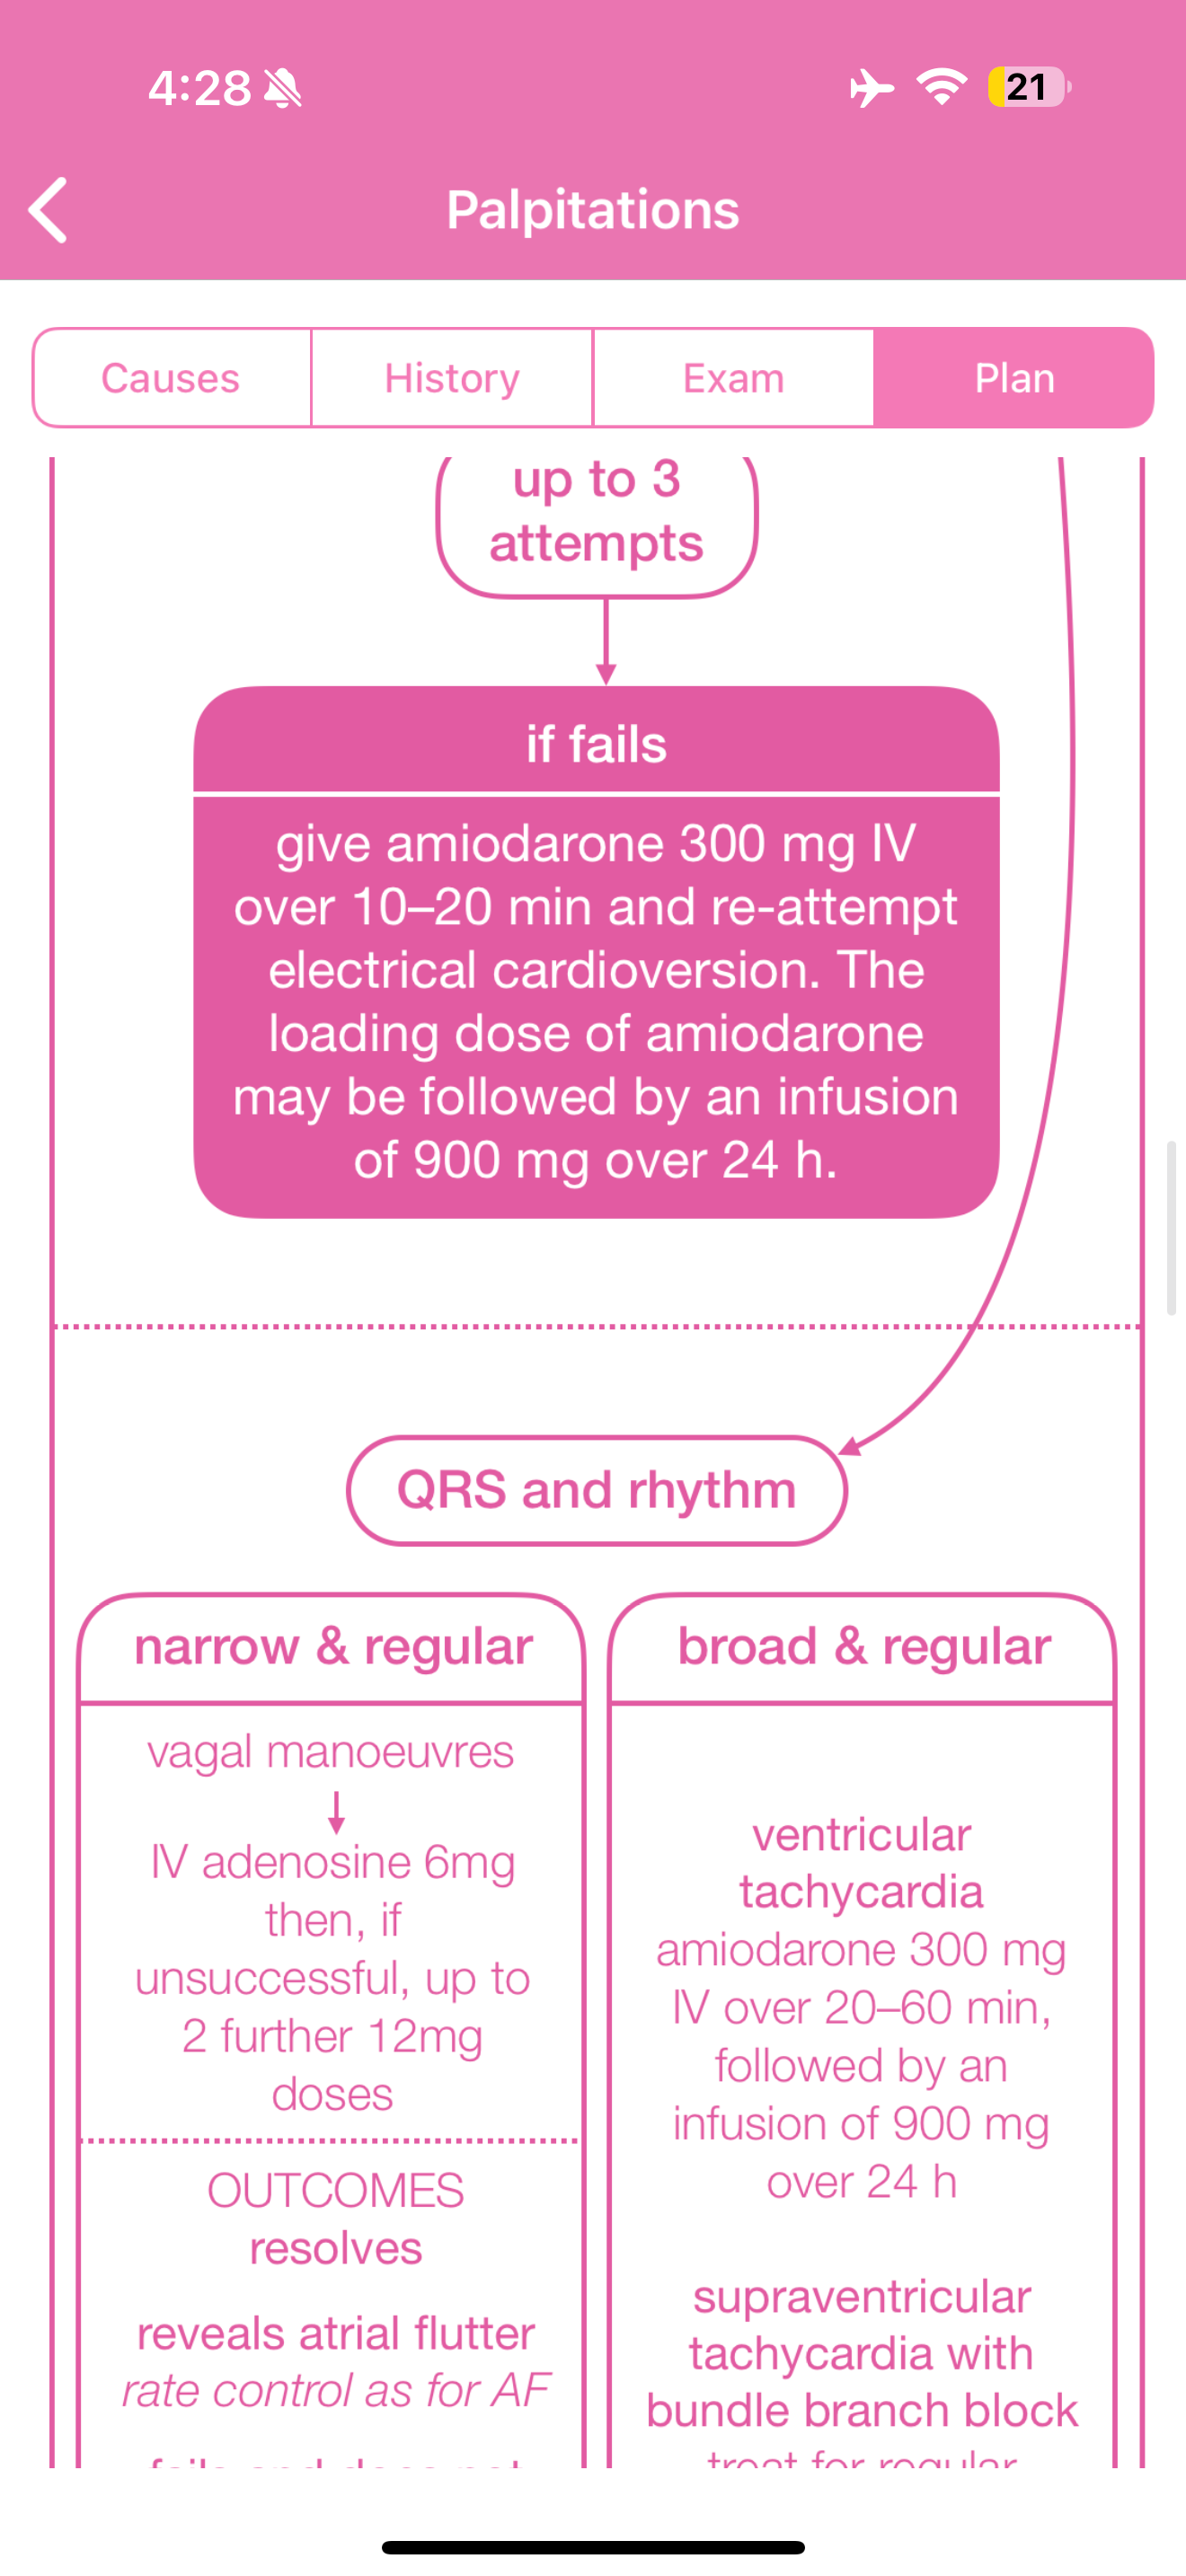 4:28
21
Palpitations
Causes
History
Exam
Plan
up to 3
attempts
if fails
give amiodarone 300 mg IV
over 10–20 min and re-attempt
electrical cardioversion. The
loading dose of amiodarone
may be followed by an infusion
of 900 mg over 24 h.
QRS and rhythm
narrow & regular
vagal manoeuvres
IV adenosine 6mg
then, if
unsuccessful, up to
2 further 12mg
doses
OUTCOMES
resolves
reveals atrial flutter
rate control as for AF
broad & regular
ventricular
tachycardia
amiodarone 300 mg
IV over 20–60 min,
followed by an
infusion of 900 mg
over 24 h
supraventricular
tachycardia with
bundle branch block
treat for regular